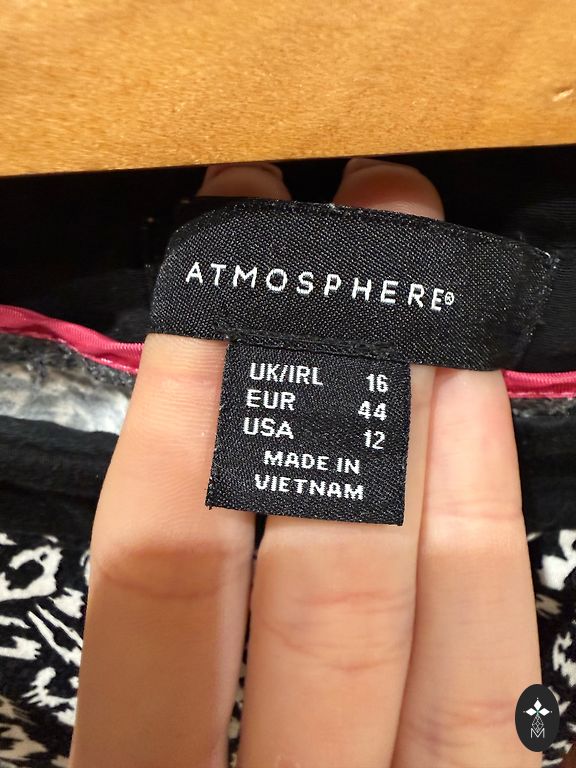 ATMOSPHERE®
UK/IRL 16
EUR 44
USA 12
MADE IN
VIETNAM
M